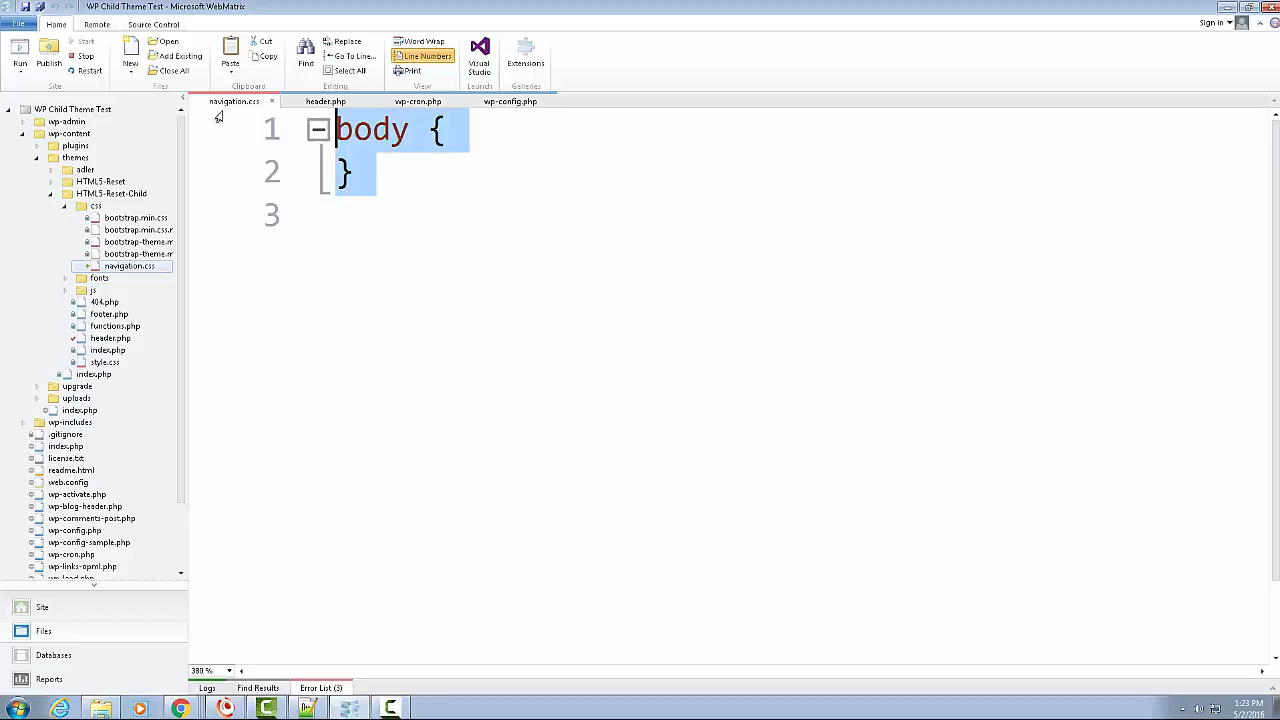 WP Child Theme Test - Microsoft WebMatrix
File Home Remote Source Control Sign in
Run Publish Start Stop Restart Site
New Open Add Existing Close All Files
Paste Cut Copy Clipboard
Find Replace Go To Line... Select All Editing
Word Wrap Line Numbers Print View
Visual Studio Launch
Extensions Galleries
navigation.css × header.php wp-cron.php wp-config.php
WP Child Theme Test
wp-admin
wp-content
plugins
themes
adler
HTML5-Reset
HTML5-Reset-Child
css
bootstrap.min.css
bootstrap.min.css.r
bootstrap-theme.m
bootstrap-theme.m
navigation.css
fonts
js
404.php
footer.php
functions.php
header.php
index.php
style.css
index.php
upgrade
uploads
index.php
wp-includes
.gitignore
index.php
license.txt
readme.html
web.config
wp-activate.php
wp-blog-header.php
wp-comments-post.php
wp-config.php
wp-config-sample.php
wp-cron.php
wp-links-opml.php
wp-load.php
Site
Files
Databases
Reports
1 body {
2 }
3
380 %
Logs Find Results Error List (3)
1:23 PM
5/2/2016